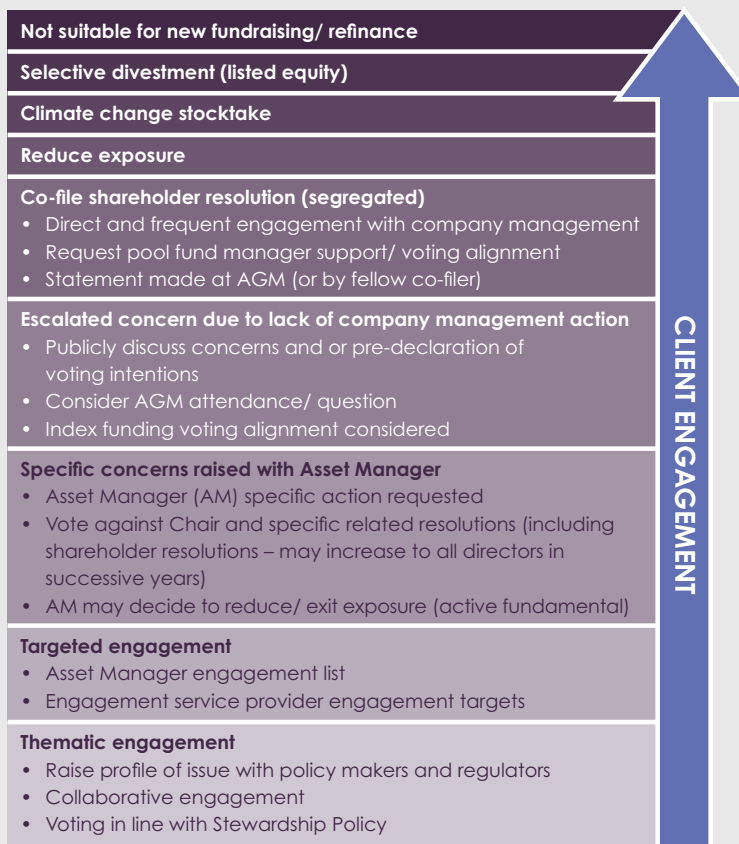 Not suitable for new fundraising/ refinance
Selective divestment (listed equity)
Climate change stocktake
Reduce exposure
Co-file shareholder resolution (segregated)
• Direct and frequent engagement with company management
• Request pool fund manager support/ voting alignment
• Statement made at AGM (or by fellow co-filer)
Escalated concern due to lack of company management action
• Publicly discuss concerns and or pre-declaration of
voting intentions
• Consider AGM attendance/ question
• Index funding voting alignment considered
Specific concerns raised with Asset Manager
• Asset Manager (AM) specific action requested
• Vote against Chair and specific related resolutions (including
shareholder resolutions – may increase to all directors in
successive years)
• AM may decide to reduce/ exit exposure (active fundamental)
Targeted engagement
• Asset Manager engagement list
• Engagement service provider engagement targets
Thematic engagement
• Raise profile of issue with policy makers and regulators
• Collaborative engagement
• Voting in line with Stewardship Policy
CLIENT ENGAGEMENT